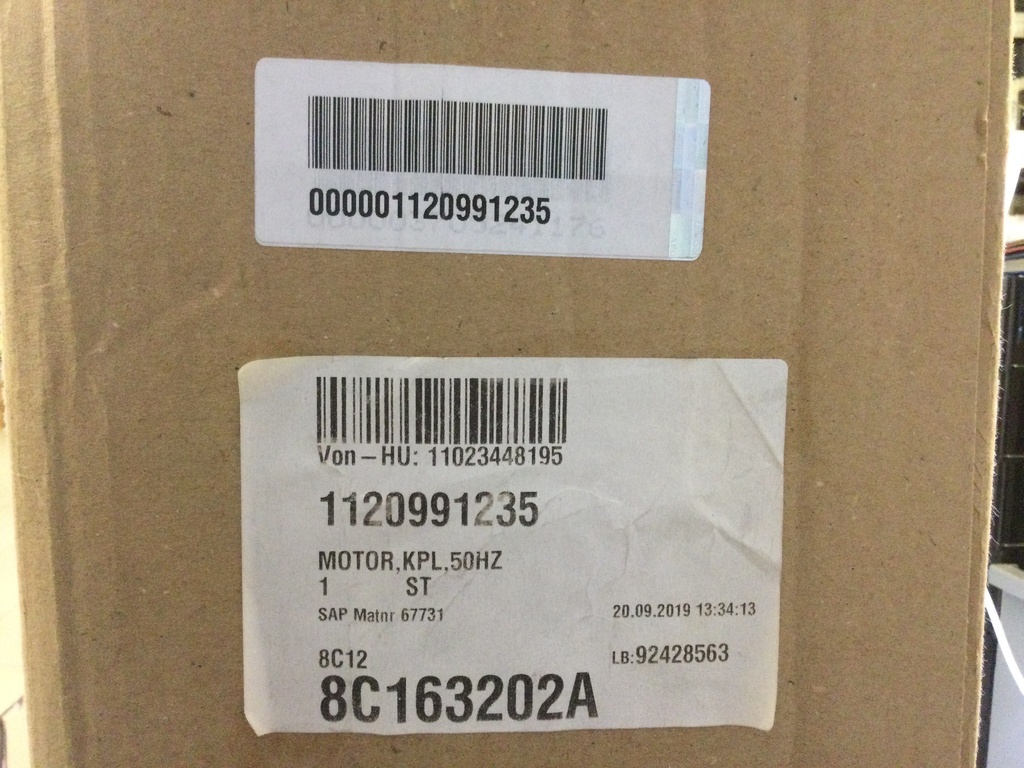 000001120991235
Von-HU: 11023448195
1120991235
MOTOR,KPL,50HZ
1 ST
SAP Matnr 67731 20.09.2019 13:34:13
8C12 LB:92428563
8C163202A